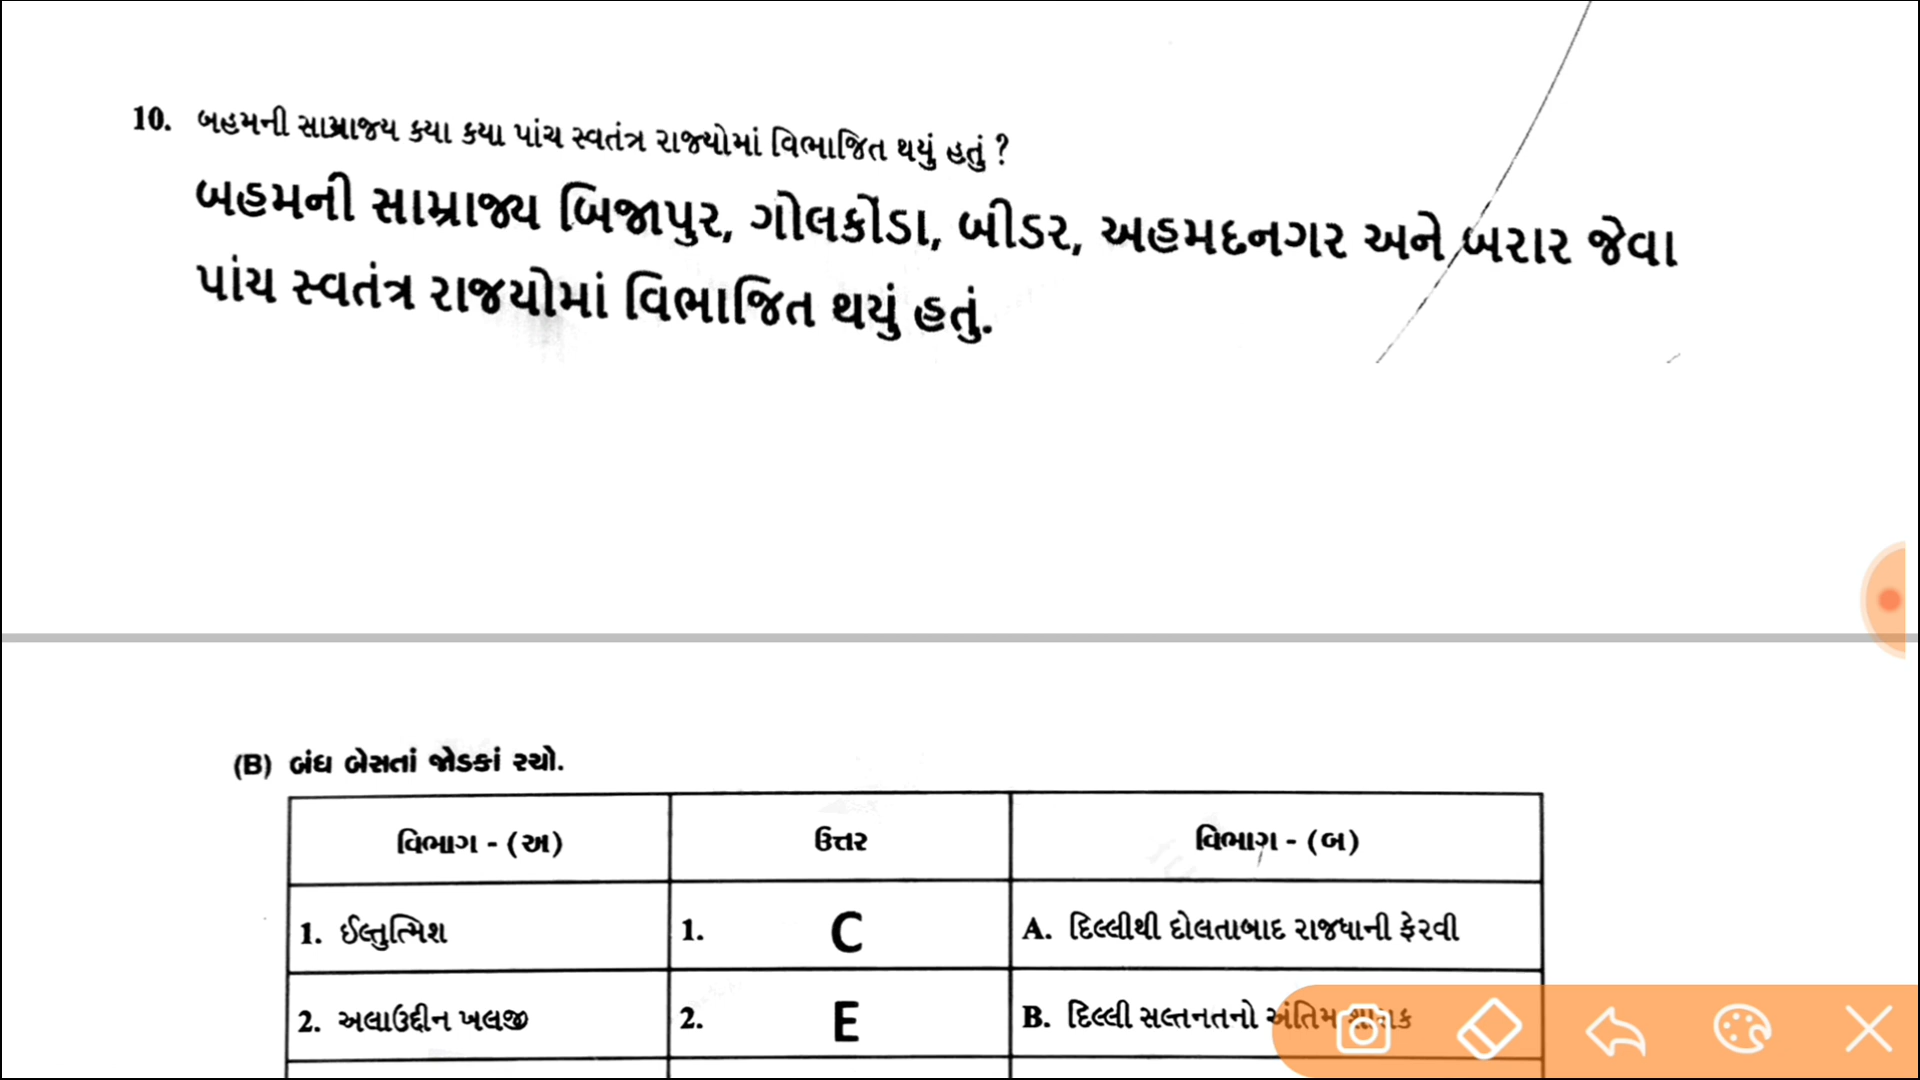 10. બહમની સામ્રાજ્ય કયા કયા પાંચ સ્વતંત્ર રાજ્યોમાં વિભાજિત થયું હતું ?
બહમની સામ્રાજ્ય બિજાપુર, ગોલકોંડા, બીડર, અહમદનગર અને બરાર જેવા
પાંચ સ્વતંત્ર રાજયોમાં વિભાજિત થયું હતું.
(B) બંધ બેસતાં જોડકાં રચો.
વિભાગ - (અ) ઉત્તર વિભાગ - (બ)
1. ઈલ્તુત્મિશ 1. C A. દિલ્લીથી દોલતાબાદ રાજધાની ફેરવી
2. અલાઉદ્દીન ખલજી 2. E B. દિલ્લી સલ્તનતનો અંતિમ